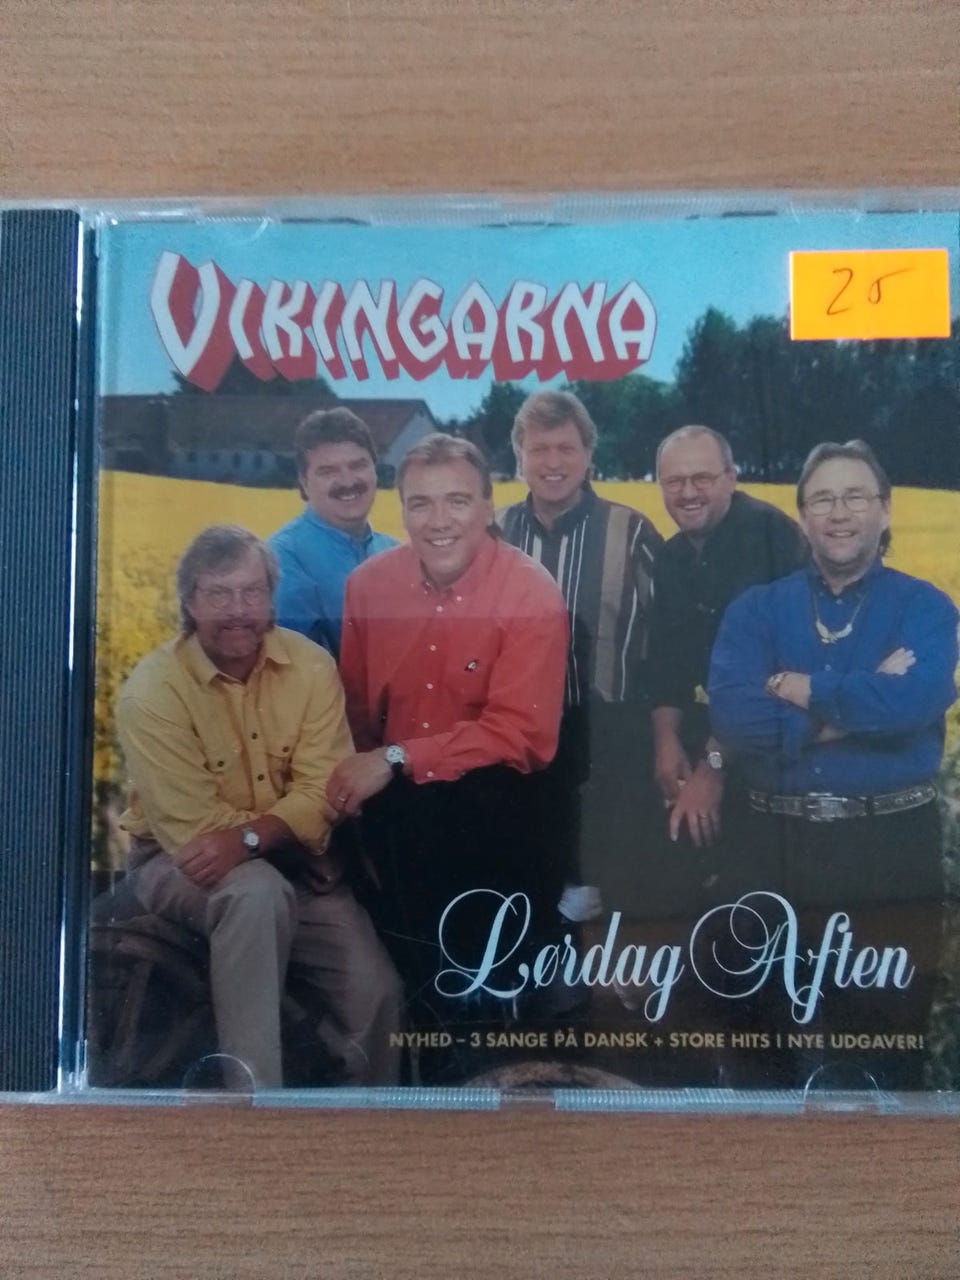 VIKINGARNA
25
Lørdag Aften
NYHED – 3 SANGE PÅ DANSK + STORE HITS I NYE UDGAVER!